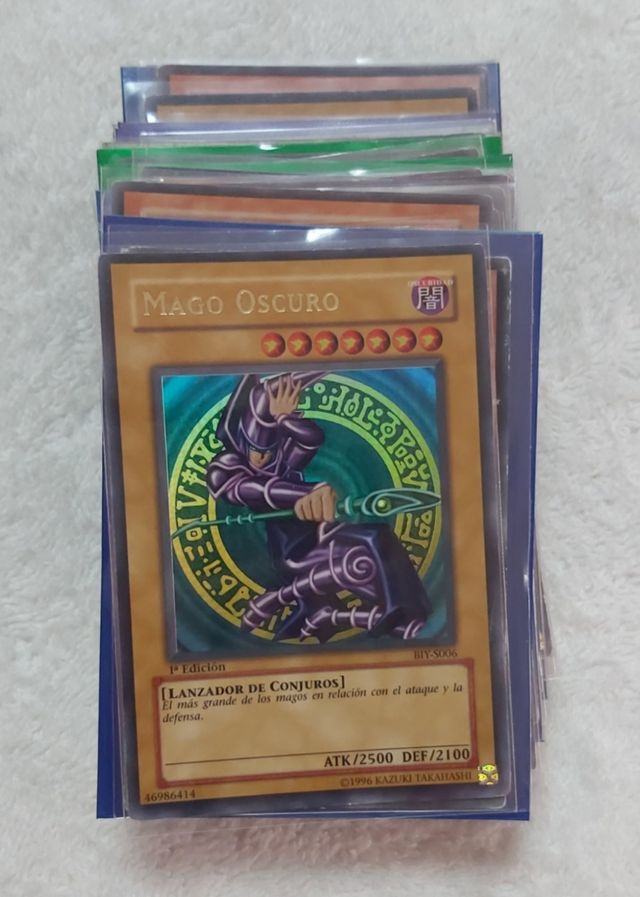 MAGO OSCURO
OSCURIDAD
闇
BIY-S006
1ª Edición
[LANZADOR DE CONJUROS]
El más grande de los magos en relación con el ataque y la
defensa.
ATK/2500 DEF/2100
46986414
©1996 KAZUKI TAKAHASHI